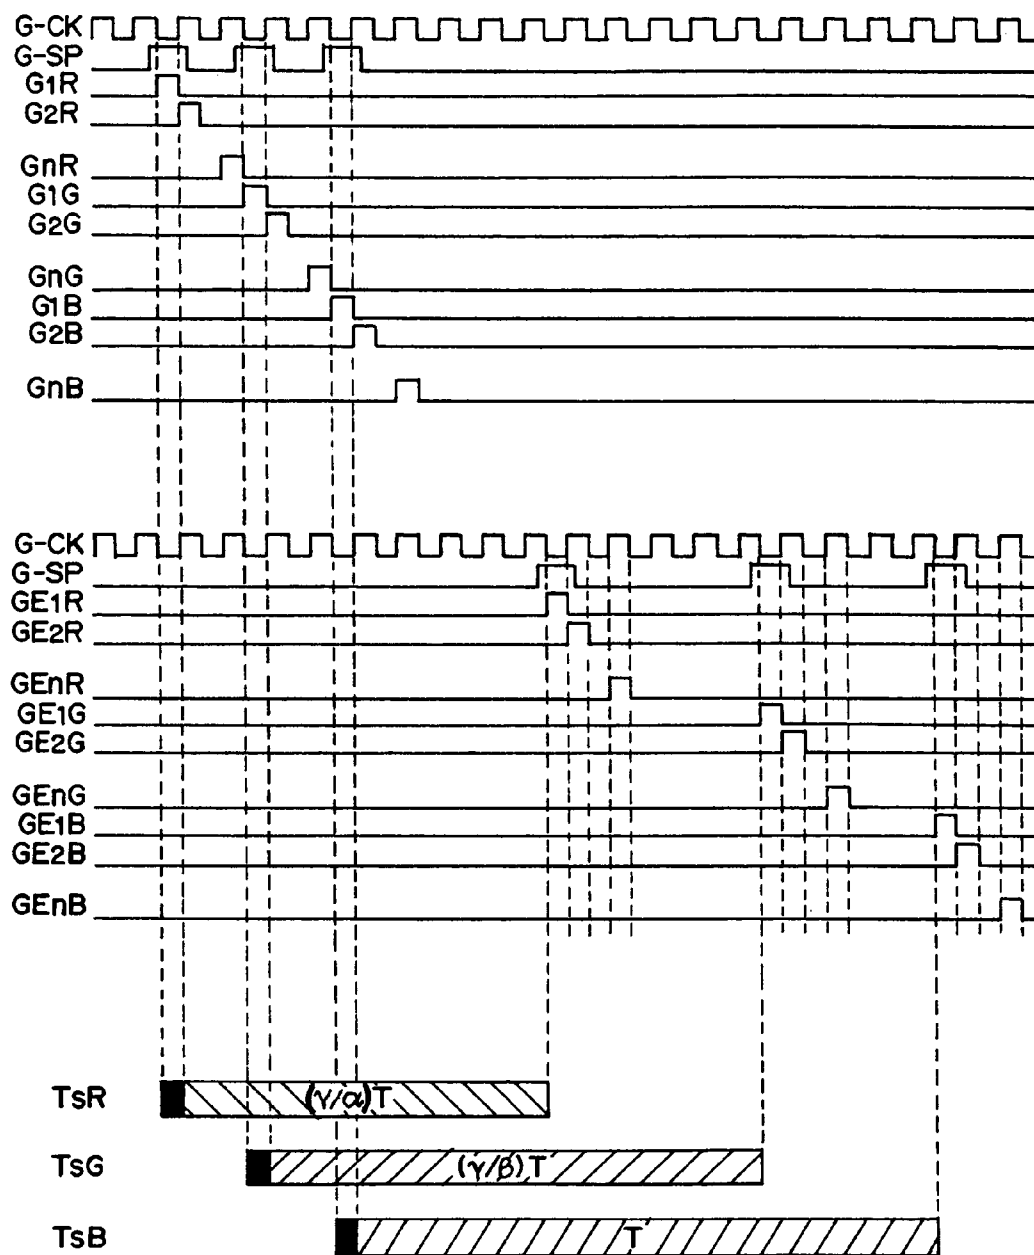 G-CK
G-SP
G1R
G2R
GnR
G1G
G2G
GnG
G1B
G2B
GnB
G-CK
G-SP
GE1R
GE2R
GEnR
GE1G
GE2G
GEnG
GE1B
GE2B
GEnB
TsR (γ/α)T
TsG (γ/β)T
TsB T